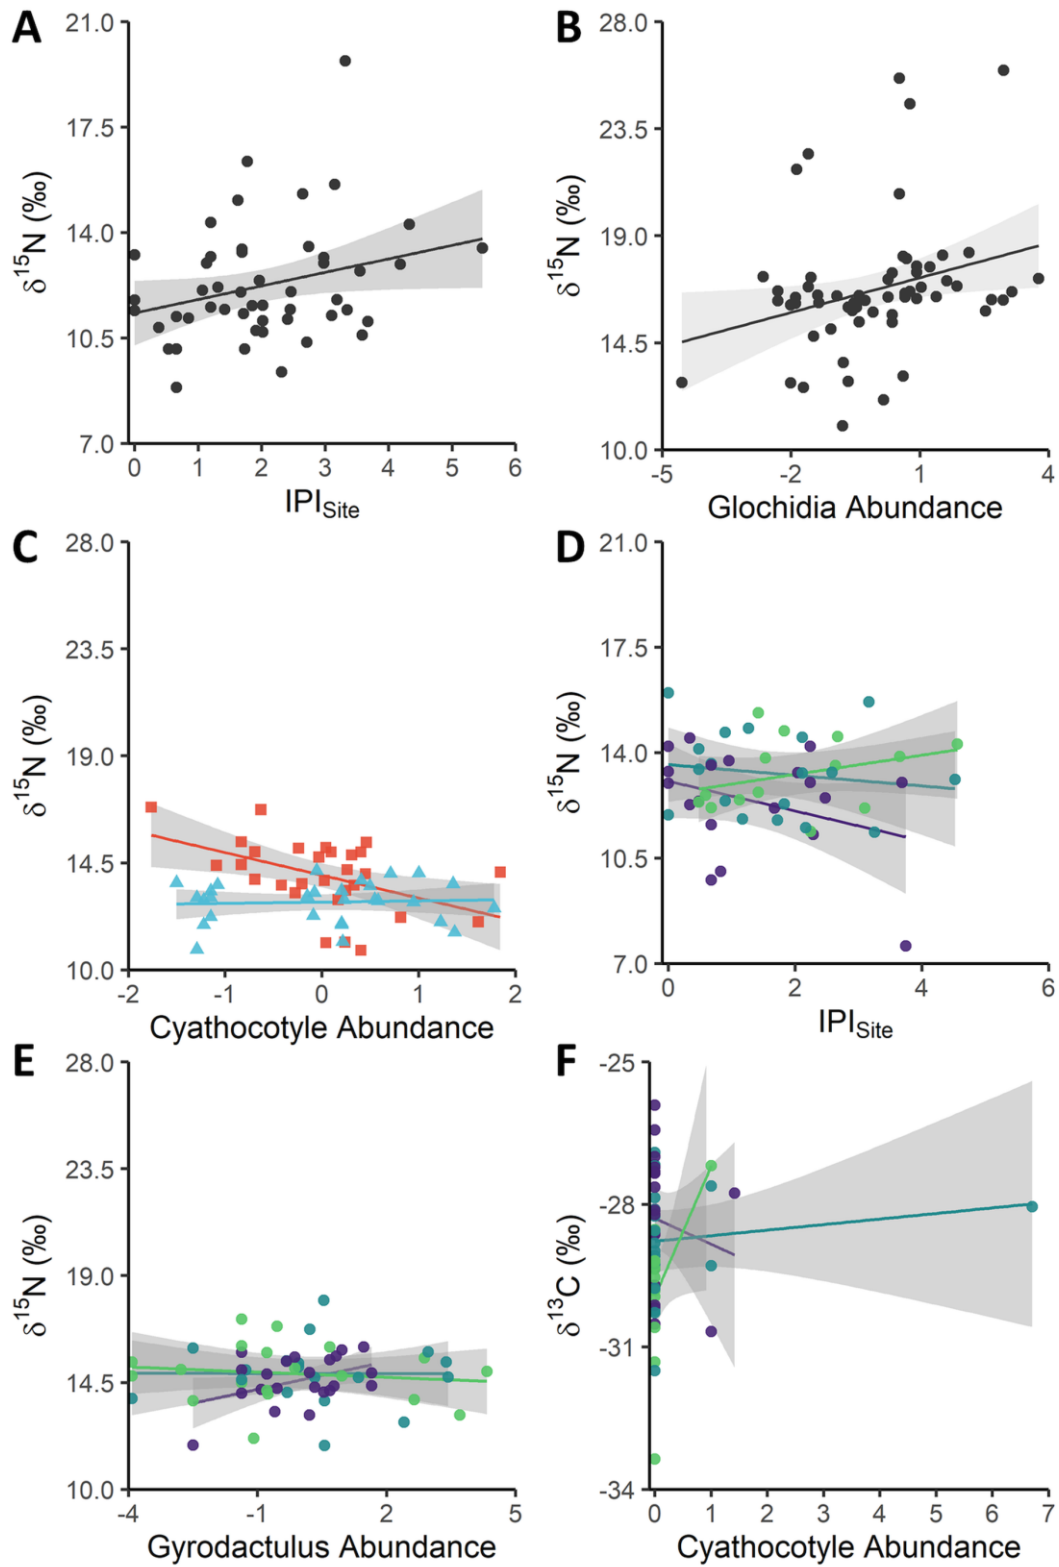 A
21.0
17.5
14.0
10.5
7.0
δ¹⁵N (‰)
0 1 2 3 4 5 6
IPI_Site
B
28.0
23.5
19.0
14.5
10.0
δ¹⁵N (‰)
-5 -2 1 4
Glochidia Abundance
C
28.0
23.5
19.0
14.5
10.0
δ¹⁵N (‰)
-2 -1 0 1 2
Cyathocotyle Abundance
D
21.0
17.5
14.0
10.5
7.0
δ¹⁵N (‰)
0 2 4 6
IPI_Site
E
28.0
23.5
19.0
14.5
10.0
δ¹⁵N (‰)
-4 -1 2 5
Gyrodactulus Abundance
F
-25
-28
-31
-34
δ¹³C (‰)
0 1 2 3 4 5 6 7
Cyathocotyle Abundance